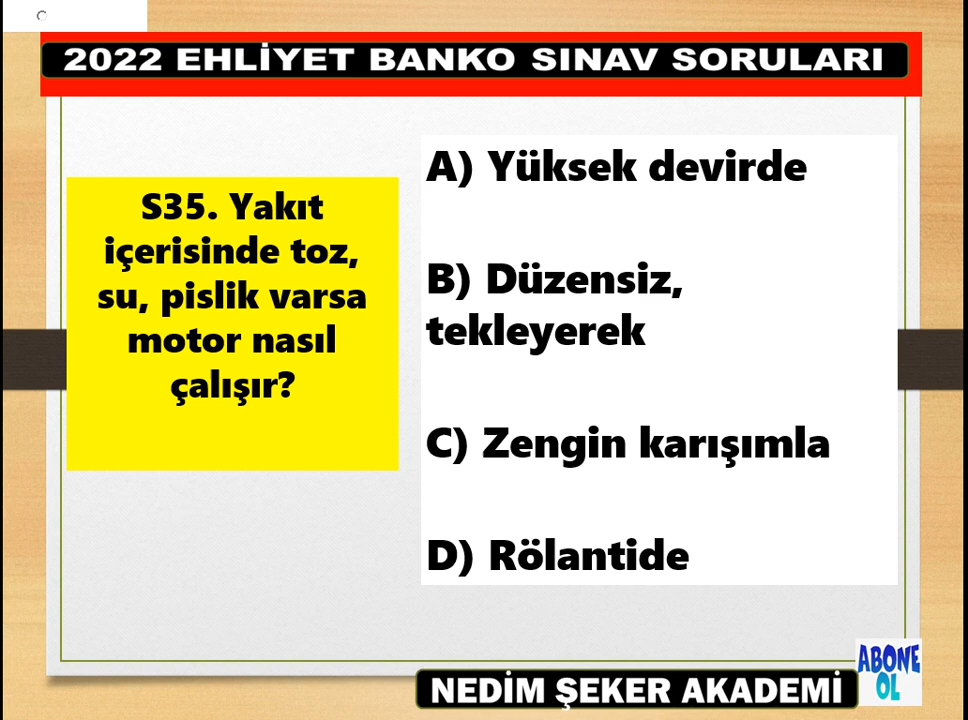 2022 EHLİYET BANKO SINAV SORULARI
S35. Yakıt
içerisinde toz,
su, pislik varsa
motor nasıl
çalışır?
A) Yüksek devirde
B) Düzensiz,
tekleyerek
C) Zengin karışımla
D) Rölantide
NEDİM ŞEKER AKADEMİ
ABONE
OL